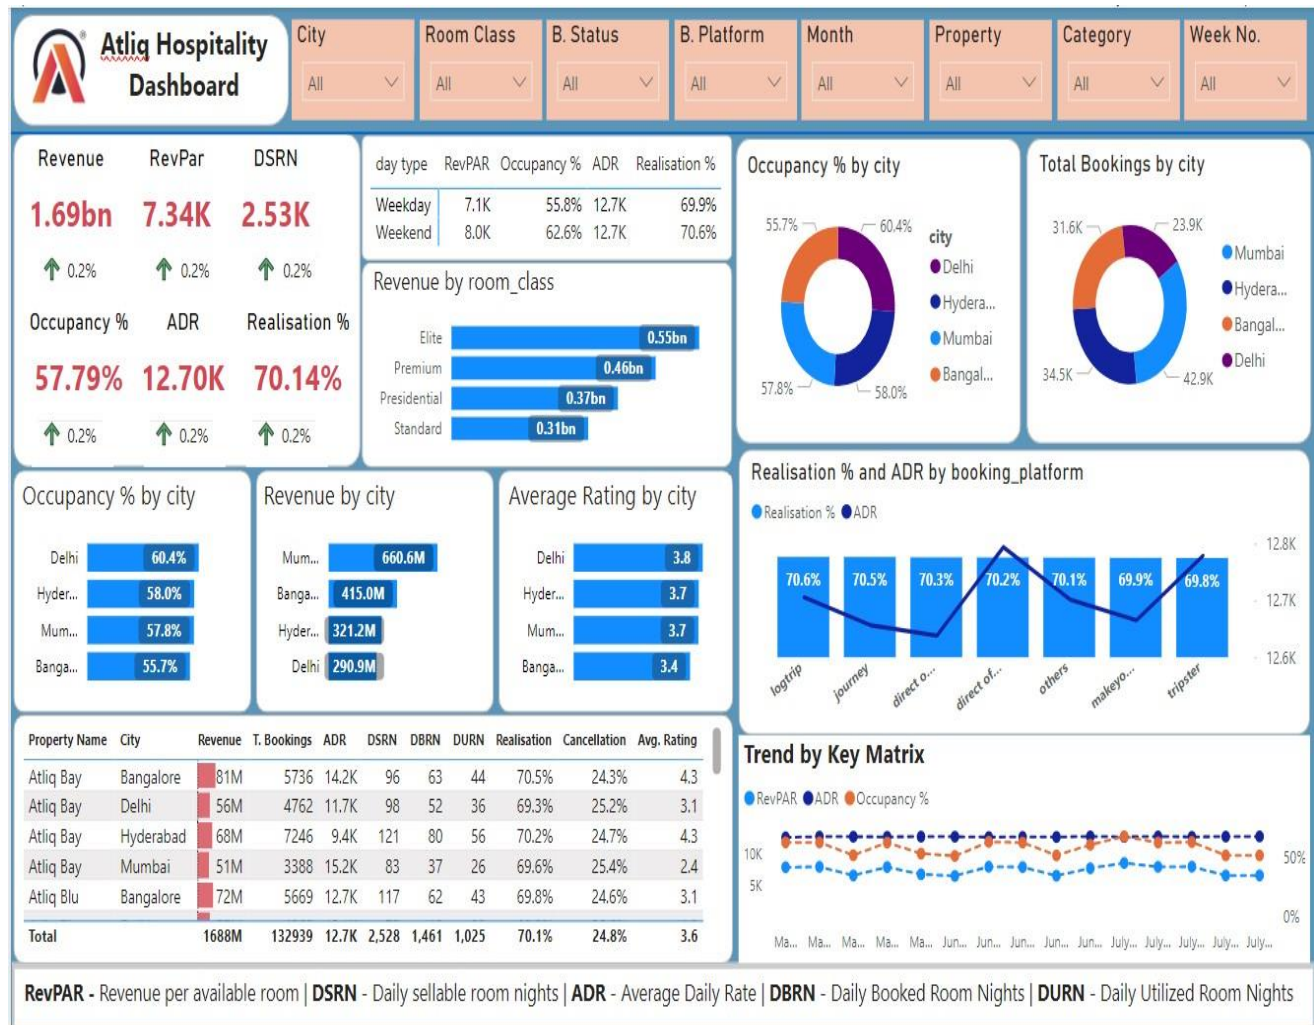 Atliq Hospitality
Dashboard
City
All
Room Class
All
B. Status
All
B. Platform
All
Month
All
Property
All
Category
All
Week No.
All
Revenue RevPar DSRN
1.69bn 7.34K 2.53K
0.2% 0.2% 0.2%
Occupancy % ADR Realisation %
57.79% 12.70K 70.14%
0.2% 0.2% 0.2%
day type RevPAR Occupancy % ADR Realisation %
Weekday 7.1K 55.8% 12.7K 69.9%
Weekend 8.0K 62.6% 12.7K 70.6%
Revenue by room_class
Elite 0.55bn
Premium 0.46bn
Presidential 0.37bn
Standard 0.31bn
Occupancy % by city
55.7% 60.4%
57.8% 58.0%
city
Delhi
Hydera...
Mumbai
Bangal...
Total Bookings by city
31.6K 23.9K
34.5K 42.9K
Mumbai
Hydera...
Bangal...
Delhi
Occupancy % by city
Delhi 60.4%
Hyder... 58.0%
Mum... 57.8%
Banga... 55.7%
Revenue by city
Mum... 660.6M
Banga... 415.0M
Hyder... 321.2M
Delhi 290.9M
Average Rating by city
Delhi 3.8
Hyder... 3.7
Mum... 3.7
Banga... 3.4
Realisation % and ADR by booking_platform
Realisation % ADR
12.8K
12.7K
12.6K
70.6% 70.5% 70.3% 70.2% 70.1% 69.9% 69.8%
logtrip journey direct o... direct of... others makeyo... tripster
Property Name City Revenue T. Bookings ADR DSRN DBRN DURN Realisation Cancellation Avg. Rating
Atliq Bay Bangalore 81M 5736 14.2K 96 63 44 70.5% 24.3% 4.3
Atliq Bay Delhi 56M 4762 11.7K 98 52 36 69.3% 25.2% 3.1
Atliq Bay Hyderabad 68M 7246 9.4K 121 80 56 70.2% 24.7% 4.3
Atliq Bay Mumbai 51M 3388 15.2K 83 37 26 69.6% 25.4% 2.4
Atliq Blu Bangalore 72M 5669 12.7K 117 62 43 69.8% 24.6% 3.1
Total 1688M 132939 12.7K 2,528 1,461 1,025 70.1% 24.8% 3.6
Trend by Key Matrix
RevPAR ADR Occupancy %
10K
5K
50%
0%
Ma... Ma... Ma... Ma... Ma... Jun... Jun... Jun... Jun... Jun... July... July... July... July... July...
RevPAR - Revenue per available room | DSRN - Daily sellable room nights | ADR - Average Daily Rate | DBRN - Daily Booked Room Nights | DURN - Daily Utilized Room Nights